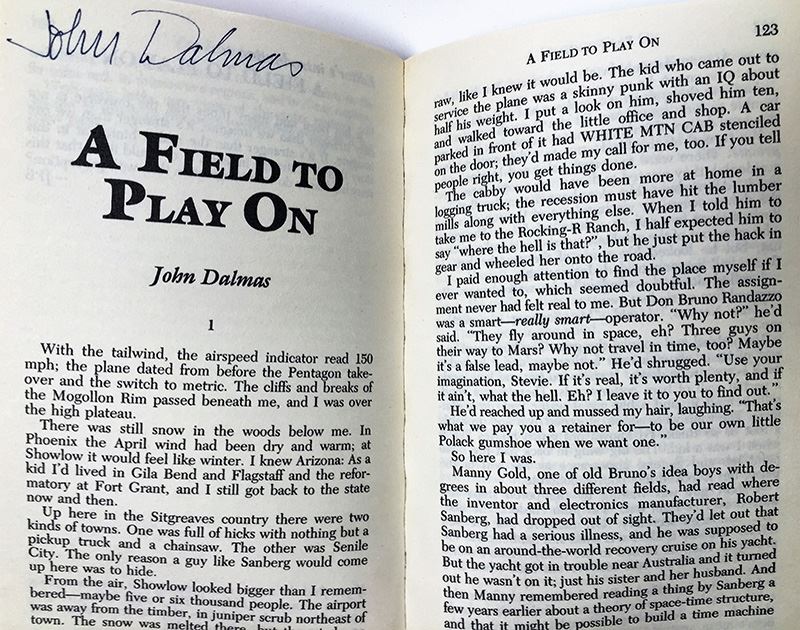 John Dalmas
A FIELD TO
PLAY ON
John Dalmas
1
With the tailwind, the airspeed indicator read 150
mph; the plane dated from before the Pentagon take-
over and the switch to metric. The cliffs and breaks of
the Mogollon Rim passed beneath me, and I was over
the high plateau.
There was still snow in the woods below me. In
Phoenix the April wind had been dry and warm; at
Showlow it would feel like winter. I knew Arizona: As a
kid I'd lived in Gila Bend and Flagstaff and the refor-
matory at Fort Grant, and I still got back to the state
now and then.
Up here in the Sitgreaves country there were two
kinds of towns. One was full of hicks with nothing but a
pickup truck and a chainsaw. The other was Senile
City. The only reason a guy like Sanberg would come
up here was to hide.
From the air, Showlow looked bigger than I remem-
bered—maybe five or six thousand people. The airport
was away from the timber, in juniper scrub northeast of
town. The snow was melted there, but the wind was
A FIELD TO PLAY ON
123
raw, like I knew it would be. The kid who came out to
service the plane was a skinny punk with an IQ about
half his weight. I put a look on him, shoved him ten,
and walked toward the little office and shop. A car
parked in front of it had WHITE MTN CAB stenciled
on the door; they'd made my call for me, too. If you tell
people right, you get things done.
The cabby would have been more at home in a
logging truck; the recession must have hit the lumber
mills along with everything else. When I told him to
take me to the Rocking-R Ranch, I half expected him to
say "where the hell is that?", but he just put the hack in
gear and wheeled her onto the road.
I paid enough attention to find the place myself if I
ever wanted to, which seemed doubtful. The assign-
ment never had felt real to me. But Don Bruno Randazzo
was a smart—really smart—operator. "Why not?" he'd
said. "They fly around in space, eh? Three guys on
their way to Mars? Why not travel in time, too? Maybe
it's a false lead, maybe not." He'd shrugged. "Use your
imagination, Stevie. If it's real, it's worth plenty, and if
it ain't, what the hell. Eh? I leave it to you to find out."
He'd reached up and mussed my hair, laughing. "That's
what we pay you a retainer for—to be our own little
Polack gumshoe when we want one."
So here I was.
Manny Gold, one of old Bruno's idea boys with de-
grees in about three different fields, had read where
the inventor and electronics manufacturer, Robert
Sanberg, had dropped out of sight. They'd let out that
Sanberg had a serious illness, and he was supposed to
be on an around-the-world recovery cruise on his yacht.
But the yacht got in trouble near Australia and it turned
out he wasn't on it; just his sister and her husband. And
then Manny remembered reading a thing by Sanberg a
few years earlier about a theory of space-time structure,
and that it might be possible to build a time machine